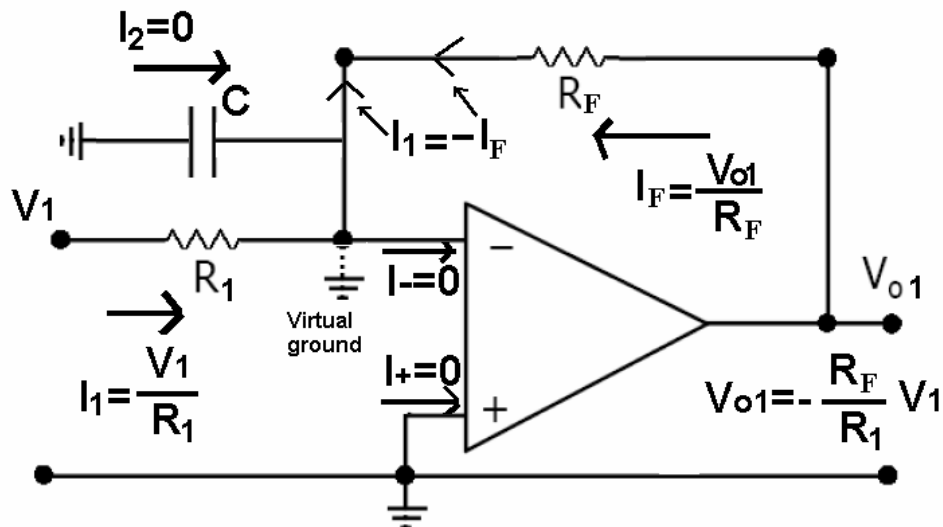 I2=0
C
RF
I1=-IF
IF=Vo1/RF
V1
R1
I-=0
Virtual
ground
Vo1
I1=V1/R1
I+=0
Vo1=-RF/R1 V1
−
+